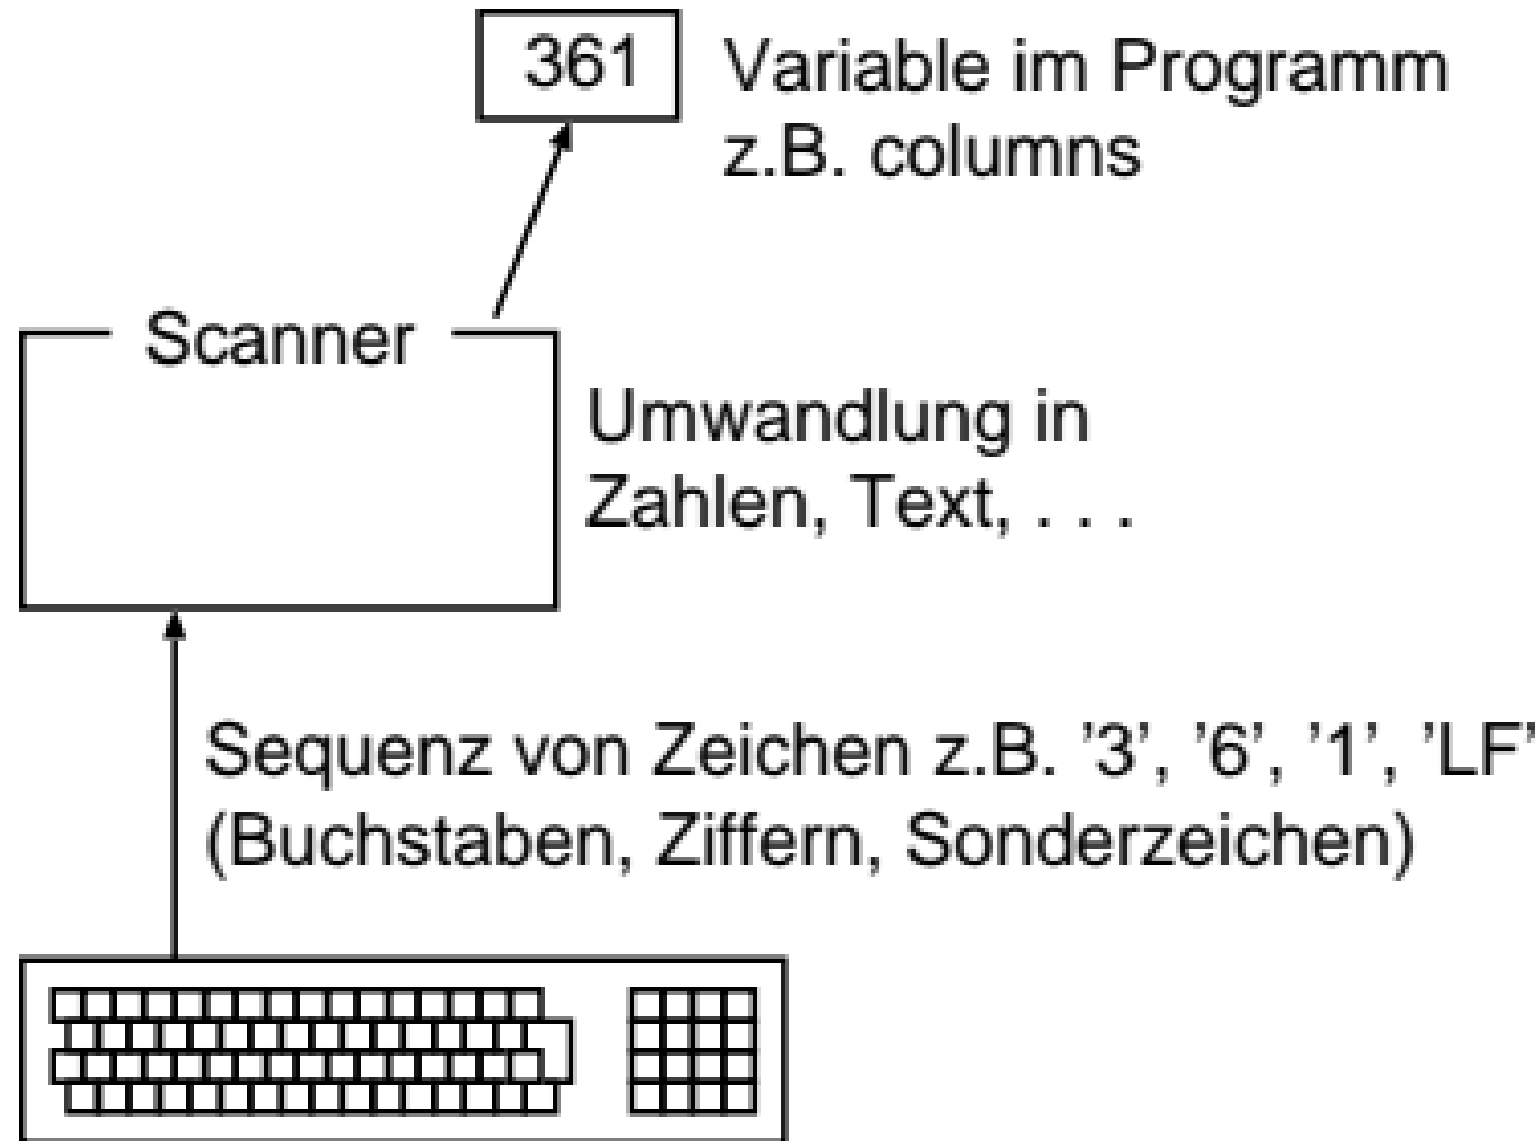 361
Variable im Programm
z.B. columns
Scanner
Umwandlung in
Zahlen, Text, . . .
Sequenz von Zeichen z.B. ’3’, ’6’, ’1’, ’LF’
(Buchstaben, Ziffern, Sonderzeichen)